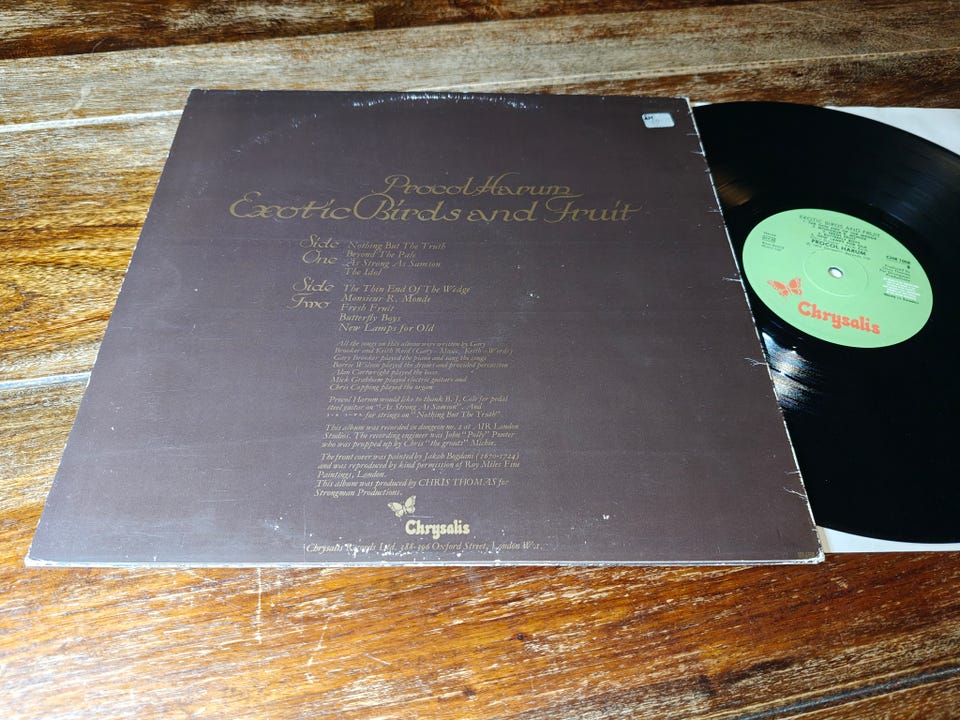 Procol Harum
Exotic Birds and Fruit
Side One
Nothing But The Truth
Beyond The Pale
As Strong As Samson
The Idol
Side Two
The Thin End Of The Wedge
Monsieur R. Monde
Fresh Fruit
Butterfly Boys
New Lamps for Old
All the songs on this album were written by Gary
Brooker and Keith Reid (Gary - Music, Keith - Words)
Gary Brooker played the piano and sang the songs
Barrie Wilson played the drums and provided percussion
Alan Cartwright played the bass.
Mick Grabham played electric guitars and
Chris Copping played the organ
Procol Harum would like to thank B. J. Cole for pedal
steel guitar on "As Strong As Samson". And
for strings on "Nothing But The Truth".
This album was recorded in dungeon no. 2 at AIR London
Studios. The recording engineer was John "Polly" Punter
who was propped up by Chris "the grouts" Michie.
The front cover was painted by Jakob Bogdani (1670-1724)
and was reproduced by kind permission of Roy Miles Fine
Paintings, London.
This album was produced by CHRIS THOMAS for
Strongman Productions.
Chrysalis
Chrysalis Records Ltd. 388-396 Oxford Street, London W1.
EXOTIC BIRDS AND FRUIT
PROCOL HARUM
CHR 1058
Chrysalis